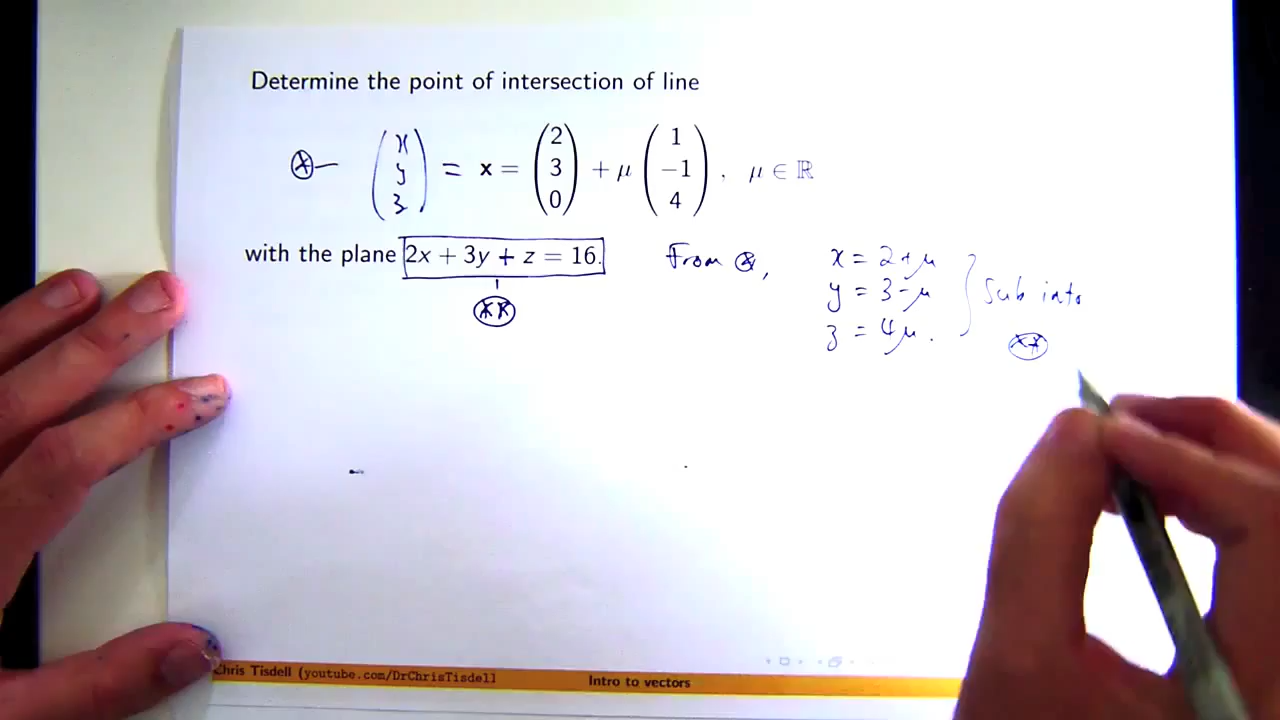 Determine the point of intersection of line
⊛— (x y z) = x = (2 3 0) + μ (1 −1 4), μ ∈ ℝ
with the plane 2x + 3y + z = 16.
(**)
From ⊛,
x = 2+μ
y = 3-μ
z = 4μ.
} Sub into
(**)
Chris Tisdell (youtube.com/DrChrisTisdell
Intro to vectors